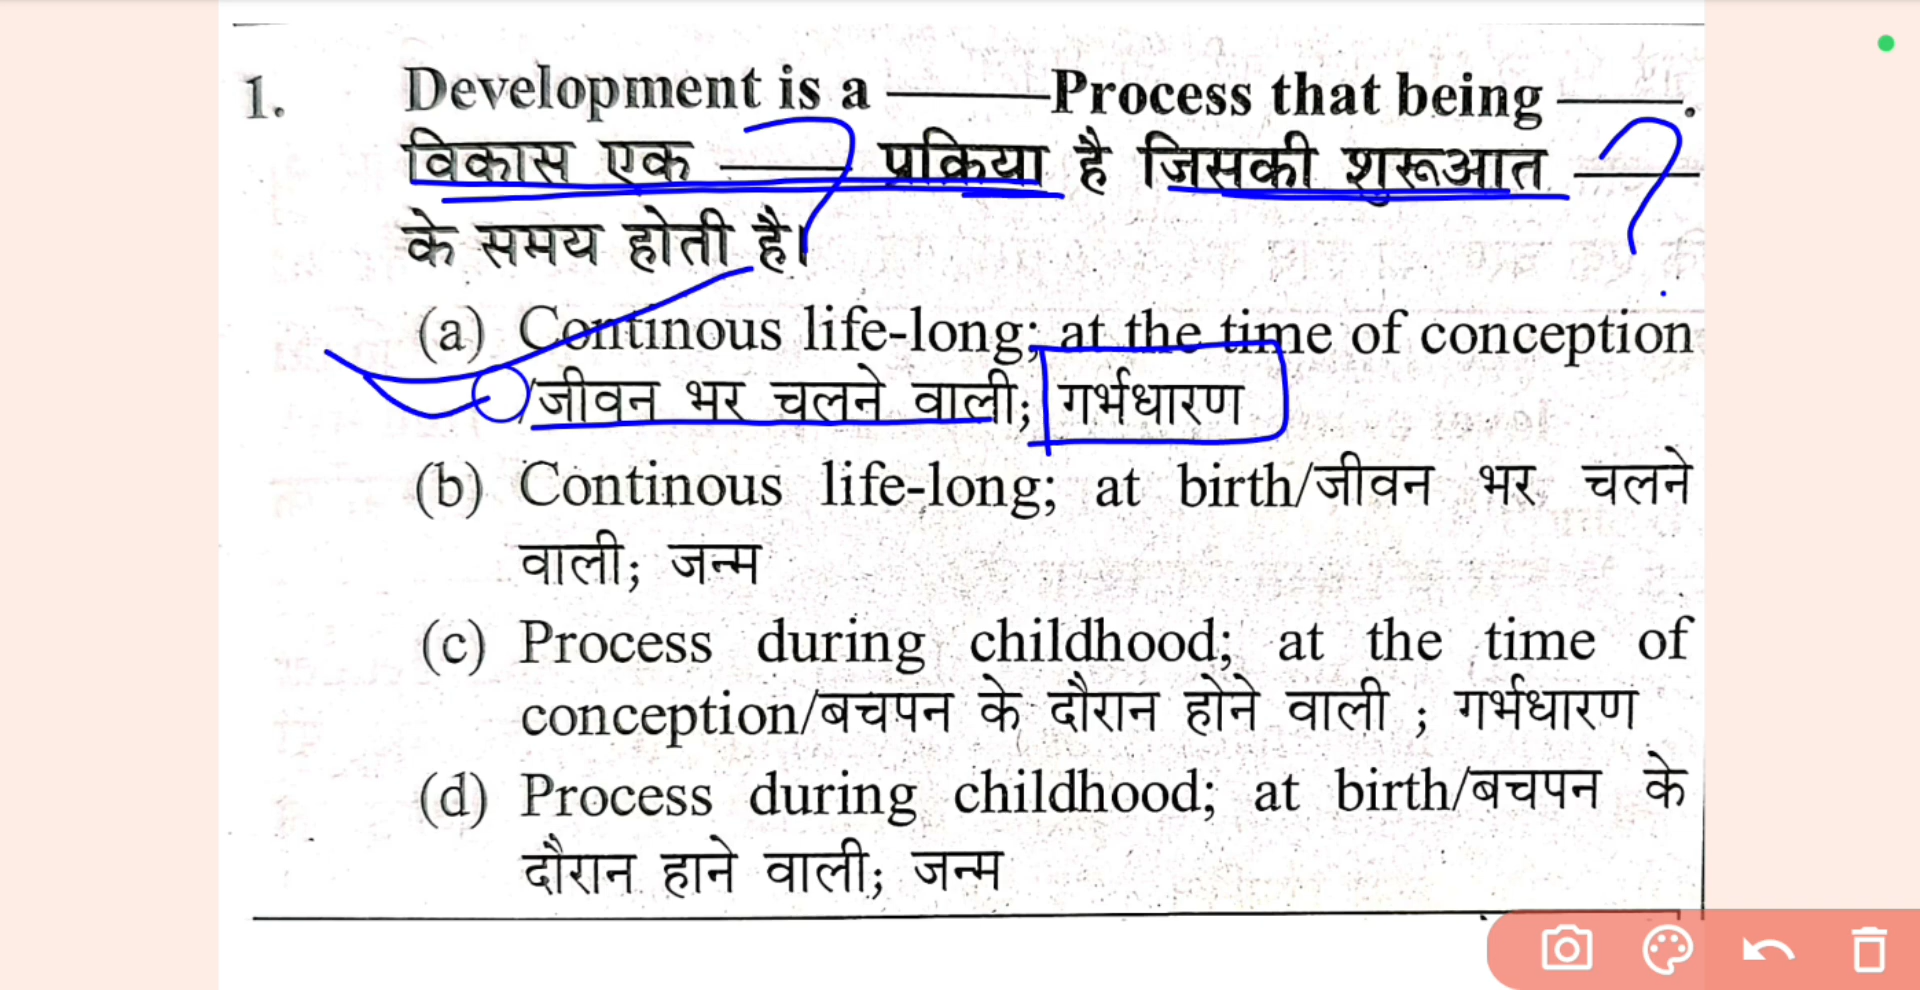 1. Development is a ———Process that being ———.
विकास एक ——— प्रक्रिया है जिसकी शुरूआत ———
के समय होती है।
(a) Continous life-long; at the time of conception
/जीवन भर चलने वाली; गर्भधारण
(b) Continous life-long; at birth/जीवन भर चलने
वाली; जन्म
(c) Process during childhood; at the time of
conception/बचपन के दौरान होने वाली ; गर्भधारण
(d) Process during childhood; at birth/बचपन के
दौरान हाने वाली; जन्म